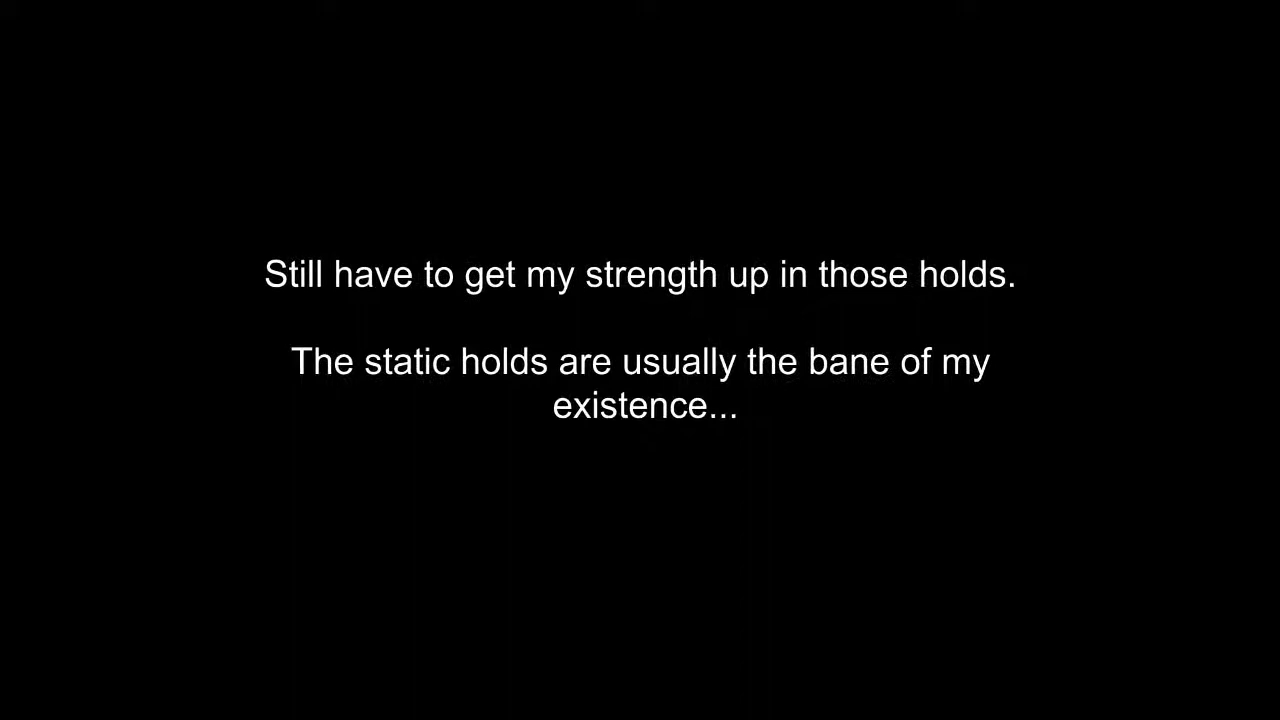 Still have to get my strength up in those holds.
The static holds are usually the bane of my
existence...